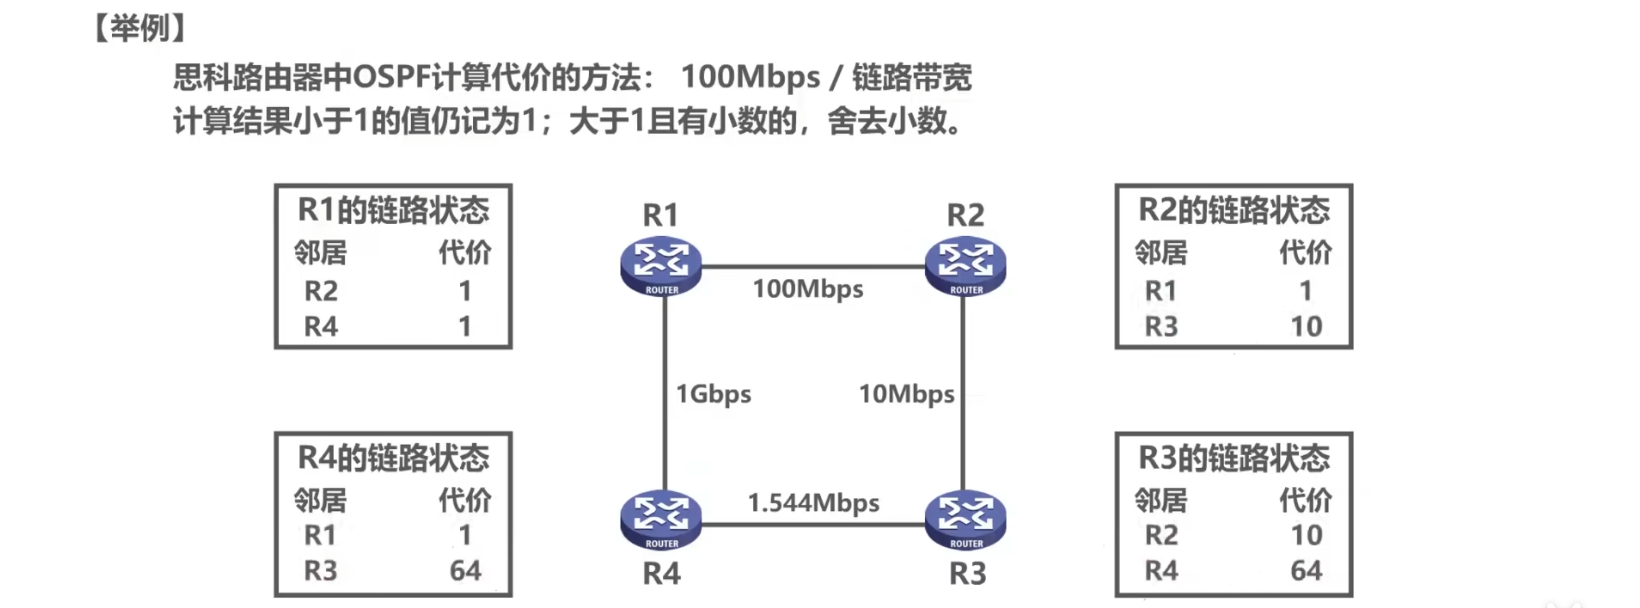 【举例】
思科路由器中OSPF计算代价的方法： 100Mbps / 链路带宽
计算结果小于1的值仍记为1；大于1且有小数的，舍去小数。
R1的链路状态
邻居 代价
R2 1
R4 1
R1
R2
ROUTER
ROUTER
100Mbps
1Gbps
10Mbps
1.544Mbps
ROUTER
ROUTER
R4
R3
R2的链路状态
邻居 代价
R1 1
R3 10
R4的链路状态
邻居 代价
R1 1
R3 64
R3的链路状态
邻居 代价
R2 10
R4 64